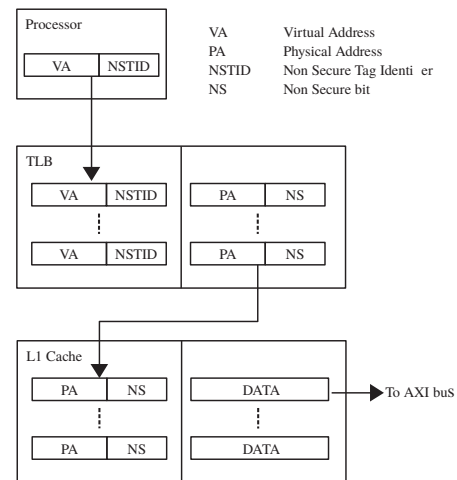 Processor
VA NSTID
VA Virtual Address
PA Physical Address
NSTID Non Secure Tag Identi er
NS Non Secure bit
TLB
VA NSTID
PA NS
VA NSTID
PA NS
L1 Cache
PA NS
DATA
To AXI buS
PA NS
DATA